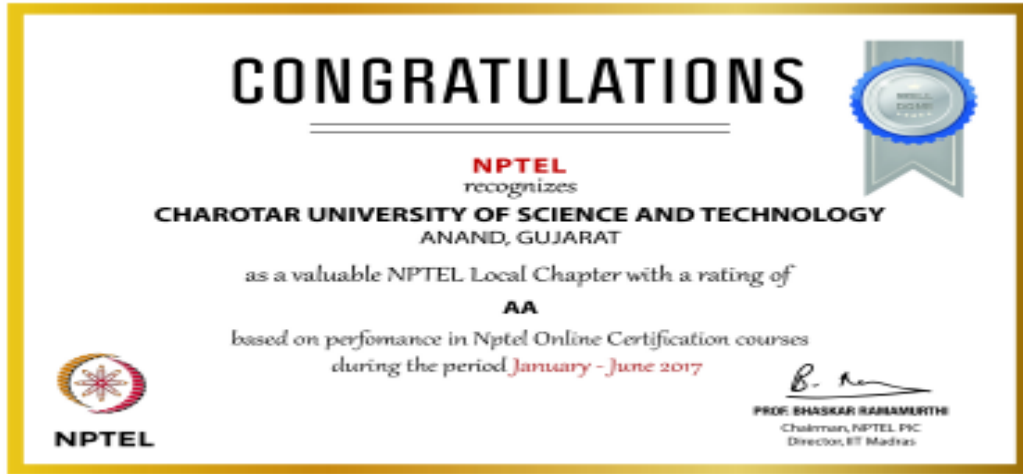 CONGRATULATIONS
NPTEL
recognizes
CHAROTAR UNIVERSITY OF SCIENCE AND TECHNOLOGY
ANAND, GUJARAT
as a valuable NPTEL Local Chapter with a rating of
AA
based on perfomance in Nptel Online Certification courses
during the period January - June 2017
NPTEL
PROF. BHASKAR RAMAMURTHI
Chairman, NPTEL PIC
Director, IIT Madras